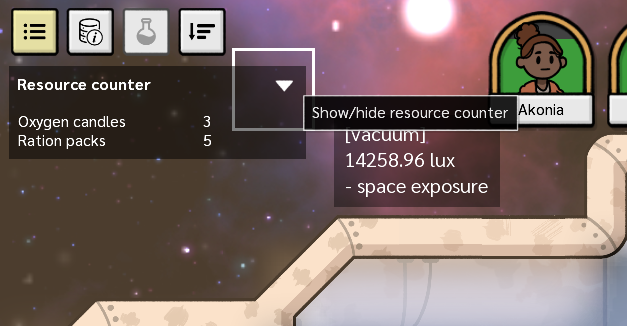 Resource counter
Oxygen candles 3
Ration packs 5
Show/hide resource counter
Akonia
[vacuum]
14258.96 lux
- space exposure